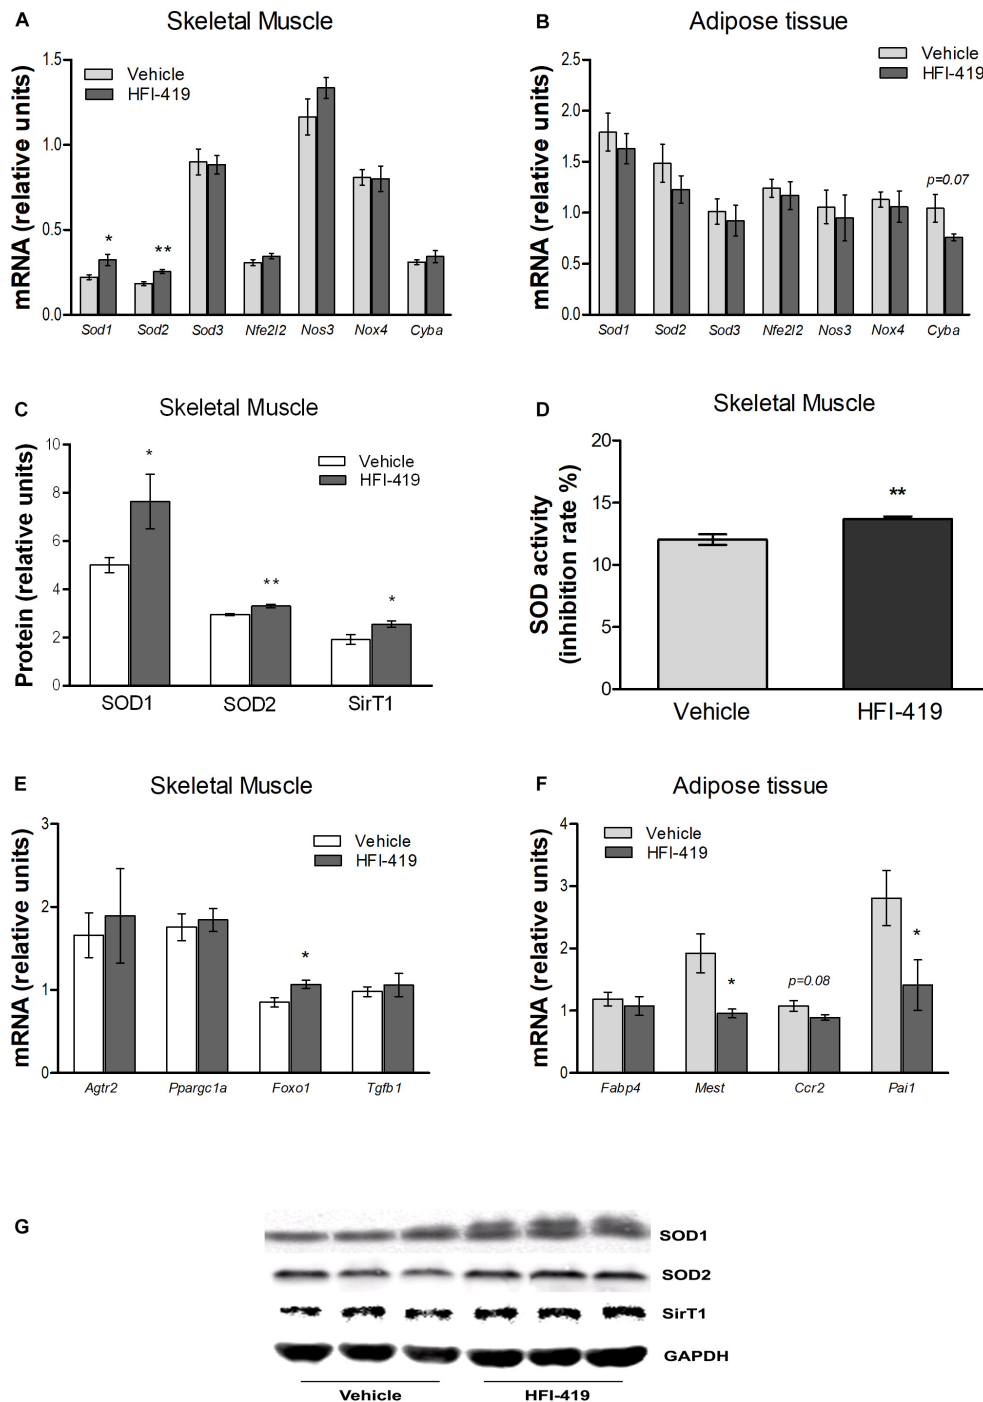 A
Skeletal Muscle
mRNA (relative units)
1.5
1.0
0.5
0.0
Vehicle
HFI-419
*
**
Sod1 Sod2 Sod3 Nfe2l2 Nos3 Nox4 Cyba
B
Adipose tissue
mRNA (relative units)
2.5
2.0
1.5
1.0
0.5
0.0
Vehicle
HFI-419
p=0.07
Sod1 Sod2 Sod3 Nfe2l2 Nos3 Nox4 Cyba
C
Skeletal Muscle
Protein (relative units)
10
8
6
4
2
0
Vehicle
HFI-419
*
**
*
SOD1 SOD2 SirT1
D
Skeletal Muscle
SOD activity
(inhibition rate %)
20
15
10
5
0
**
Vehicle HFI-419
E
Skeletal Muscle
mRNA (relative units)
3
2
1
0
Vehicle
HFI-419
*
Agtr2 Ppargc1a Foxo1 Tgfb1
F
Adipose tissue
mRNA (relative units)
4
3
2
1
0
Vehicle
HFI-419
*
p=0.08
*
Fabp4 Mest Ccr2 Pai1
G
SOD1
SOD2
SirT1
GAPDH
Vehicle HFI-419